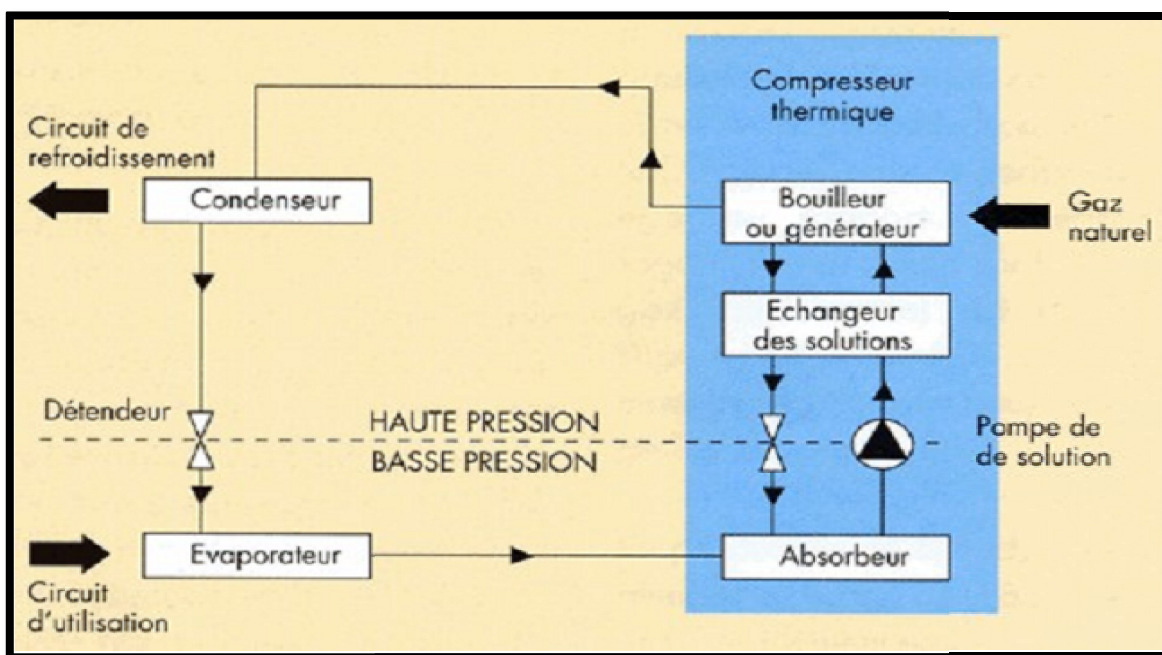 Compresseur
thermique
Circuit de
refroidissement
Condenseur
Bouilleur
ou générateur
Gaz
naturel
Echangeur
des solutions
Détendeur
HAUTE PRESSION
BASSE PRESSION
Pompe de
de solution
Evaporateur
Absorbeur
Circuit
d'utilisation